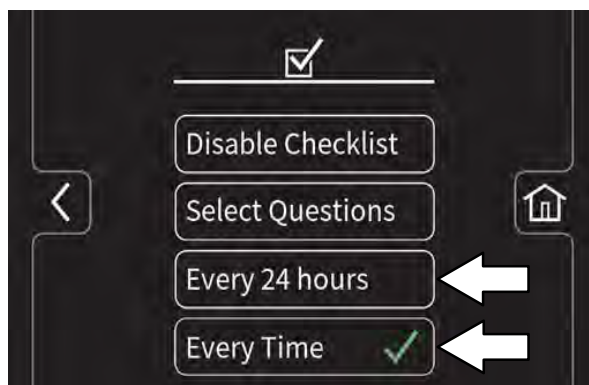 Disable Checklist
Select Questions
Every 24 hours
Every Time